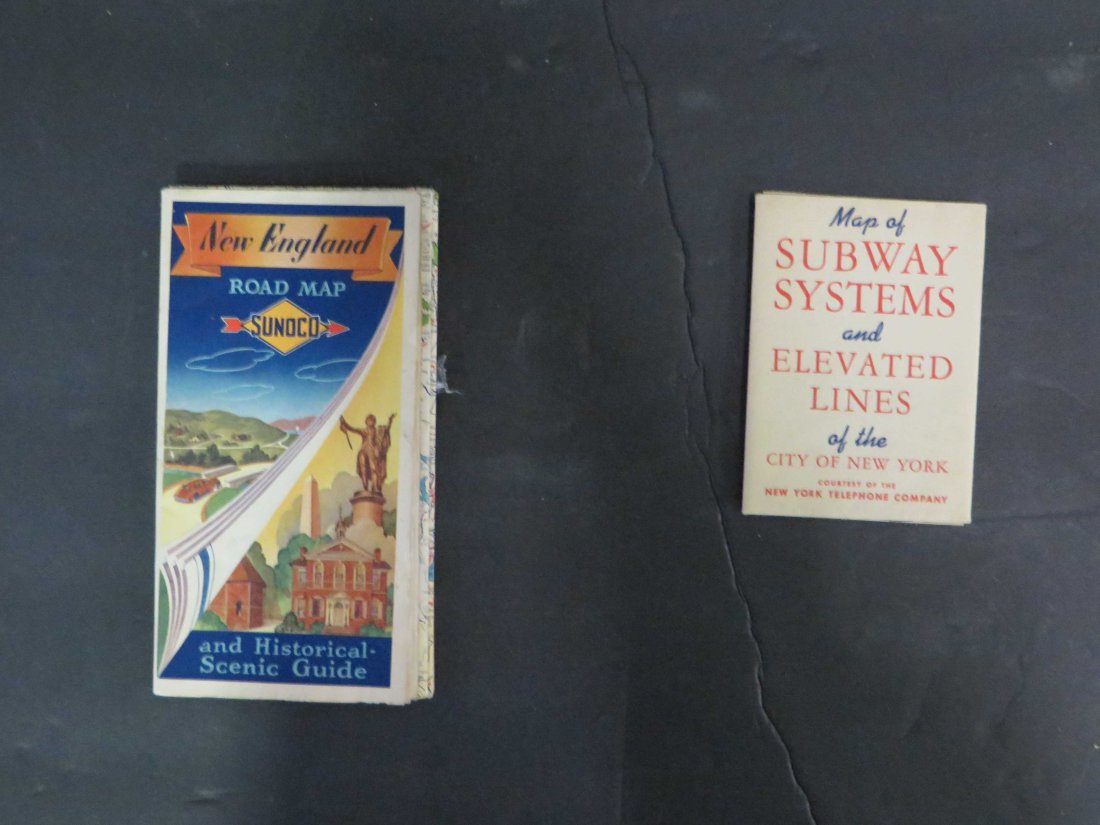 New England
ROAD MAP
SUNOCO
and Historical-
Scenic Guide
Map of
SUBWAY
SYSTEMS
and
ELEVATED
LINES
of the
CITY OF NEW YORK
COURTESY OF THE
NEW YORK TELEPHONE COMPANY